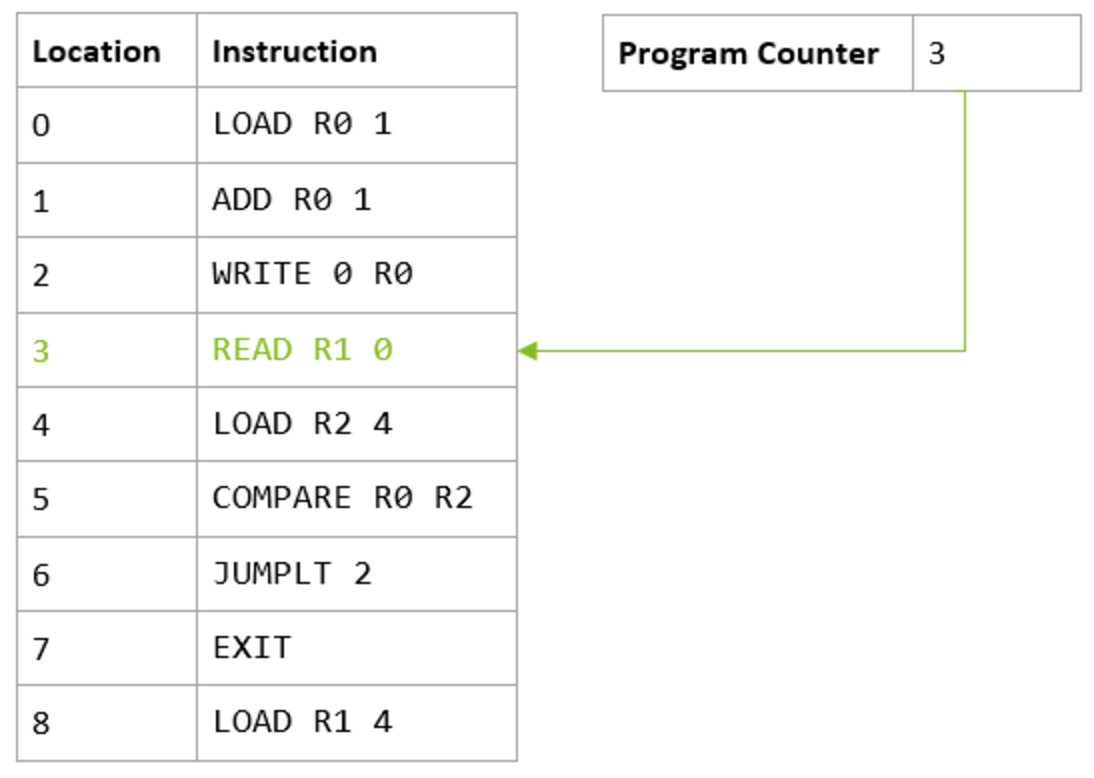 Location Instruction
0 LOAD R0 1
1 ADD R0 1
2 WRITE 0 R0
3 READ R1 0
4 LOAD R2 4
5 COMPARE R0 R2
6 JUMPLT 2
7 EXIT
8 LOAD R1 4
Program Counter 3